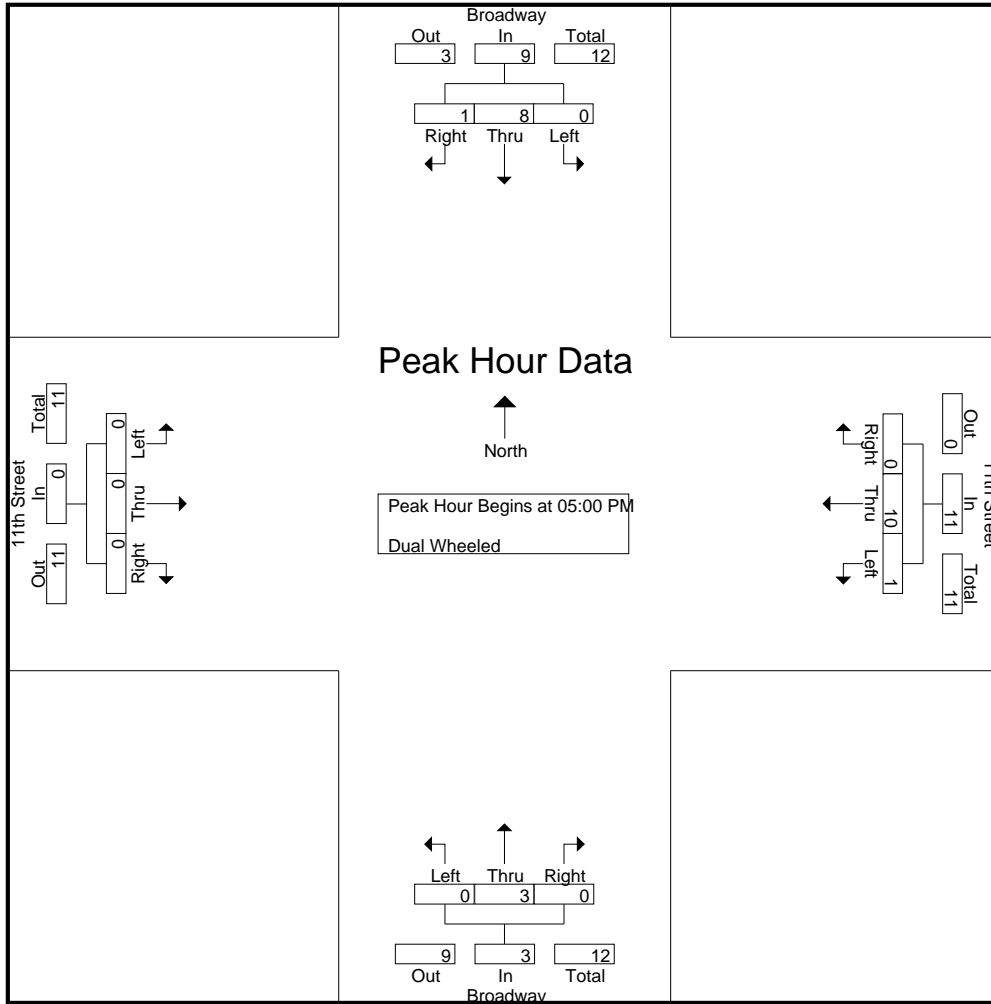 Broadway
Out In Total
3 9 12
1 8 0
Right Thru Left
Peak Hour Data
North
Peak Hour Begins at 05:00 PM
Dual Wheeled
11th Street
Total In Out
11 0 11
0 0 0
Left Thru Right
Right Thru Left
0 10 1
Out In Total
0 11 11
11th Street
Left Thru Right
0 3 0
9 3 12
Out In Total
Broadway